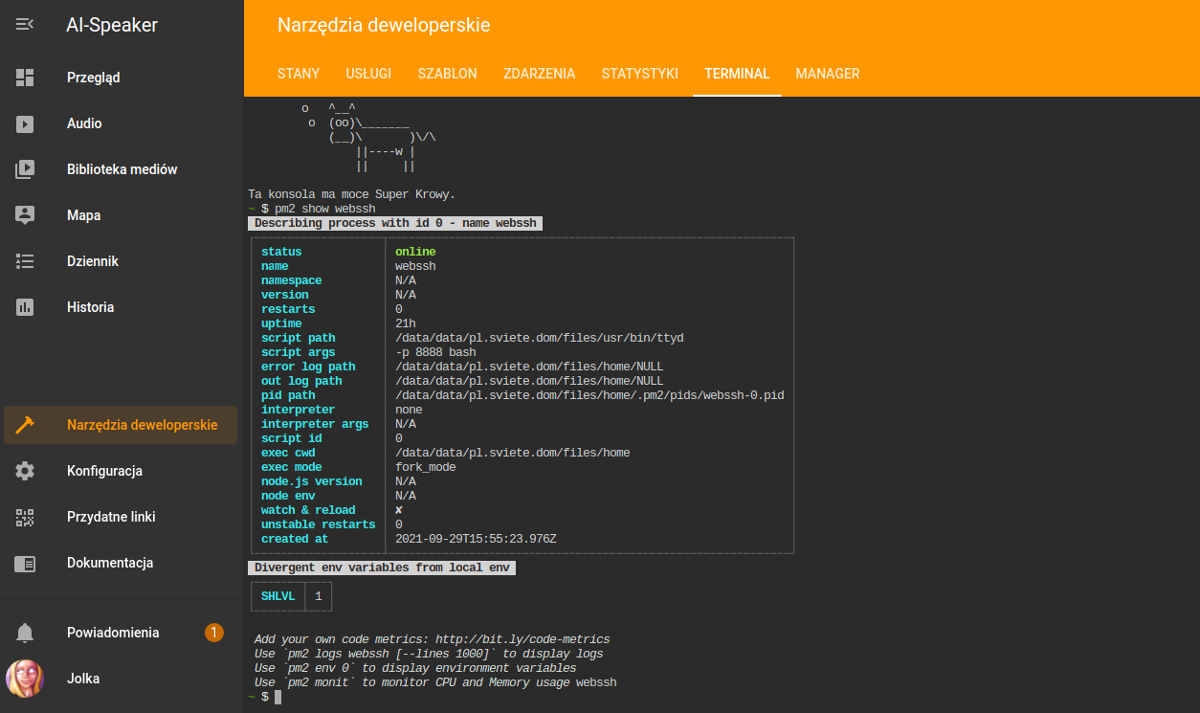 AI-Speaker
Przegląd
Audio
Biblioteka mediów
Mapa
Dziennik
Historia
Narzędzia deweloperskie
Konfiguracja
Przydatne linki
Dokumentacja
Powiadomienia 1
Jolka
Narzędzia deweloperskie
STANY USŁUGI SZABLON ZDARZENIA STATYSTYKI TERMINAL MANAGER
o   ^__^
 o  (oo)\_______
    (__)\       )\/\
        ||----w |
        ||     ||
Ta konsola ma moce Super Krowy.
~ $ pm2 show webssh
Describing process with id 0 - name webssh
status online
name webssh
namespace N/A
version N/A
restarts 0
uptime 21h
script path /data/data/pl.sviete.dom/files/usr/bin/ttyd
script args -p 8888 bash
error log path /data/data/pl.sviete.dom/files/home/NULL
out log path /data/data/pl.sviete.dom/files/home/NULL
pid path /data/data/pl.sviete.dom/files/home/.pm2/pids/webssh-0.pid
interpreter none
interpreter args N/A
script id 0
exec cwd /data/data/pl.sviete.dom/files/home
exec mode fork_mode
node.js version N/A
node env N/A
watch & reload ✘
unstable restarts 0
created at 2021-09-29T15:55:23.976Z
Divergent env variables from local env
SHLVL 1
Add your own code metrics: http://bit.ly/code-metrics
Use `pm2 logs webssh [--lines 1000]` to display logs
Use `pm2 env 0` to display environment variables
Use `pm2 monit` to monitor CPU and Memory usage webssh
~ $